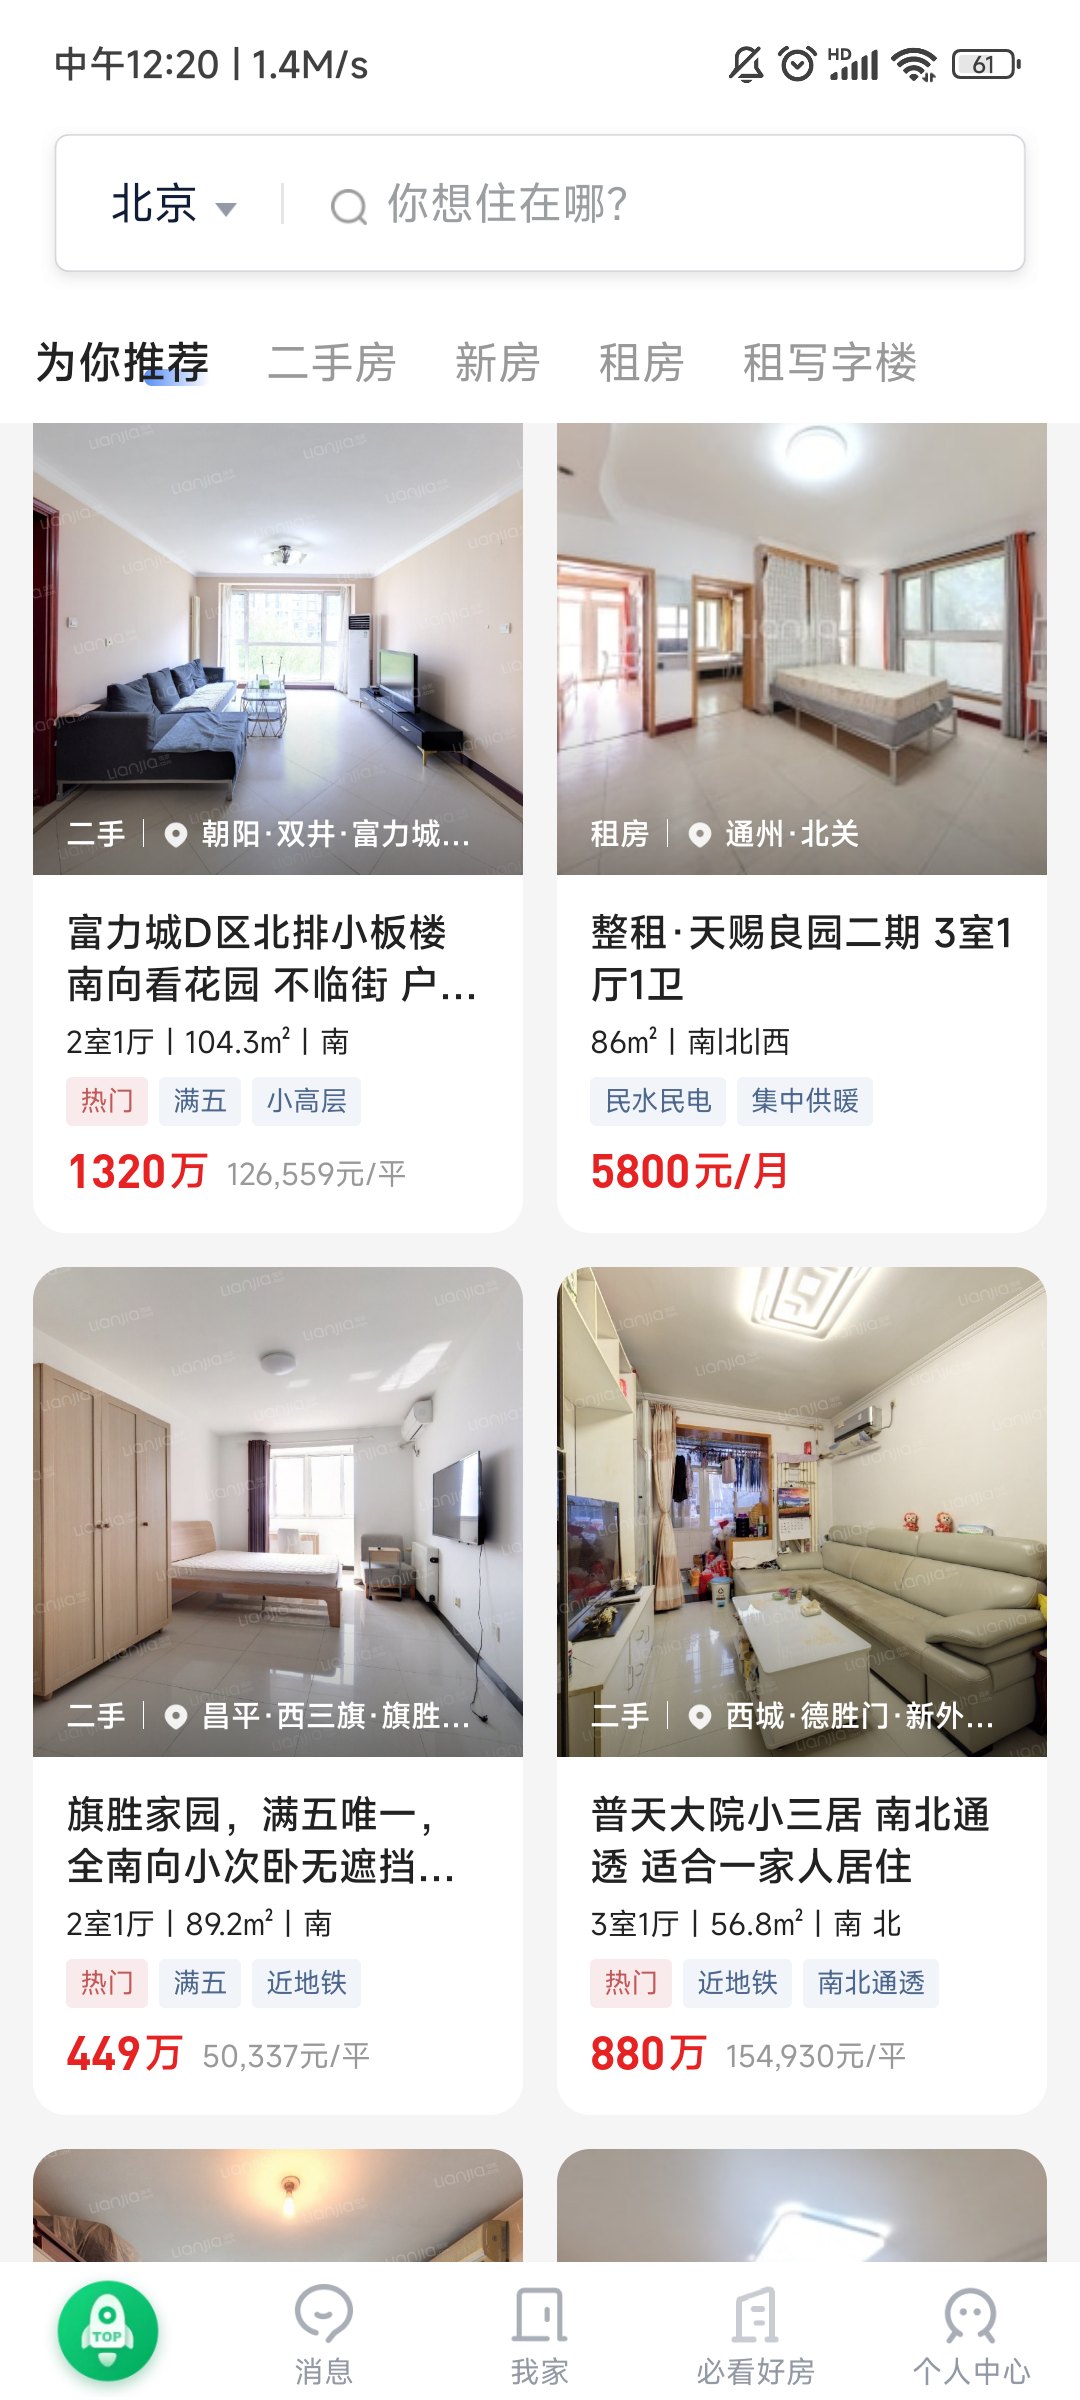 中午12:20 | 1.4M/s
HD
61
北京
你想住在哪?
为你推荐 二手房 新房 租房 租写字楼
二手 朝阳·双井·富力城...
富力城D区北排小板楼
南向看花园 不临街 户...
2室1厅 | 104.3m² | 南
热门 满五 小高层
1320万 126,559元/平
租房 通州·北关
整租·天赐良园二期 3室1
厅1卫
86m² | 南|北|西
民水民电 集中供暖
5800元/月
二手 昌平·西三旗·旗胜...
旗胜家园，满五唯一，
全南向小次卧无遮挡...
2室1厅 | 89.2m² | 南
热门 满五 近地铁
449万 50,337元/平
二手 西城·德胜门·新外...
普天大院小三居 南北通
透 适合一家人居住
3室1厅 | 56.8m² | 南 北
热门 近地铁 南北通透
880万 154,930元/平
TOP
消息
我家
必看好房
个人中心